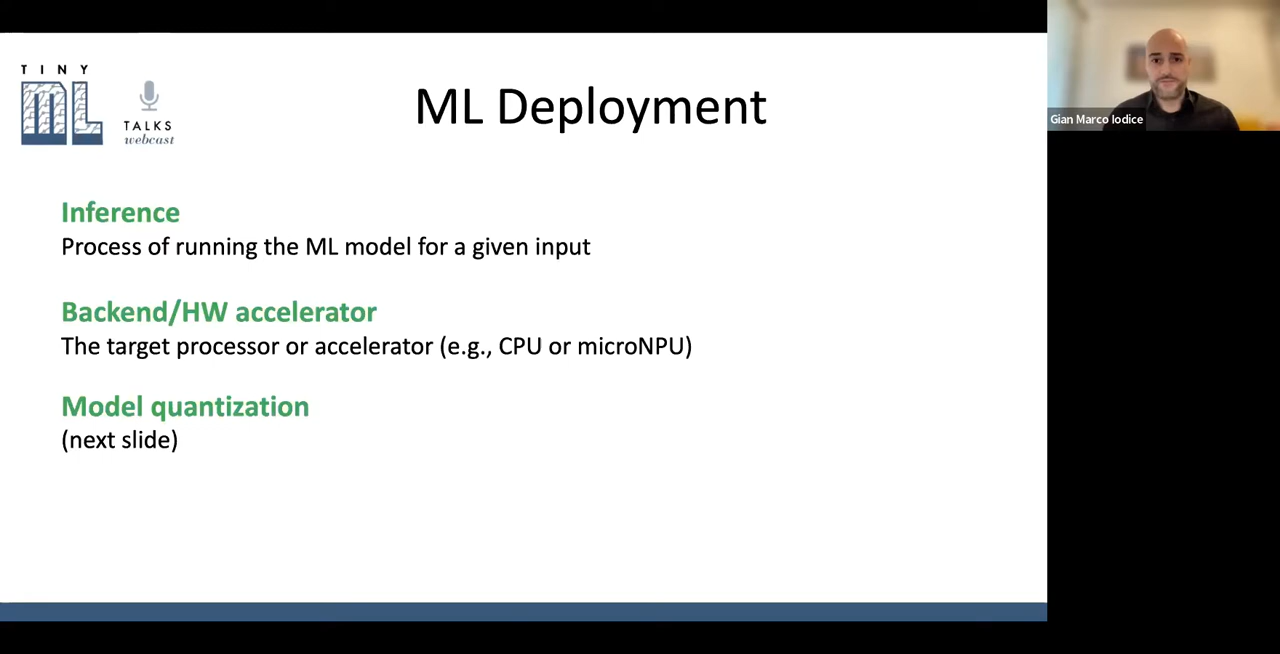 TINY
ML
TALKS
webcast
ML Deployment
Gian Marco Iodice
Inference
Process of running the ML model for a given input
Backend/HW accelerator
The target processor or accelerator (e.g., CPU or microNPU)
Model quantization
(next slide)